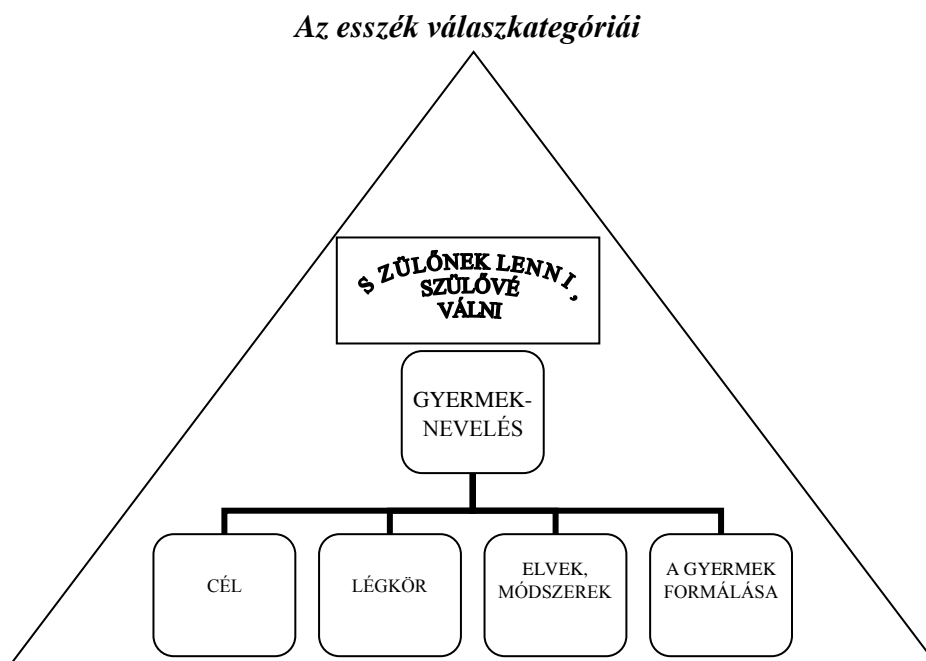 Az esszék válaszkategóriái
SZÜLŐNEK LENNI,
SZÜLŐVÉ
VÁLNI
GYERMEK-
NEVELÉS
CÉL
LÉGKÖR
ELVEK,
MÓDSZEREK
A GYERMEK
FORMÁLÁSA